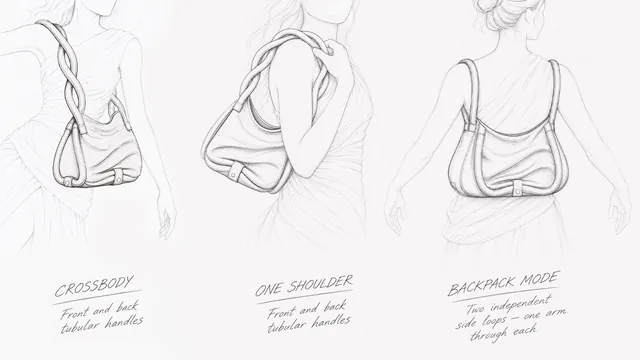 CROSSBODY
Front and back
tubular handles
ONE SHOULDER
Front and back
tubular handles
BACKPACK MODE
Two independent
side loops — one arm
through each.